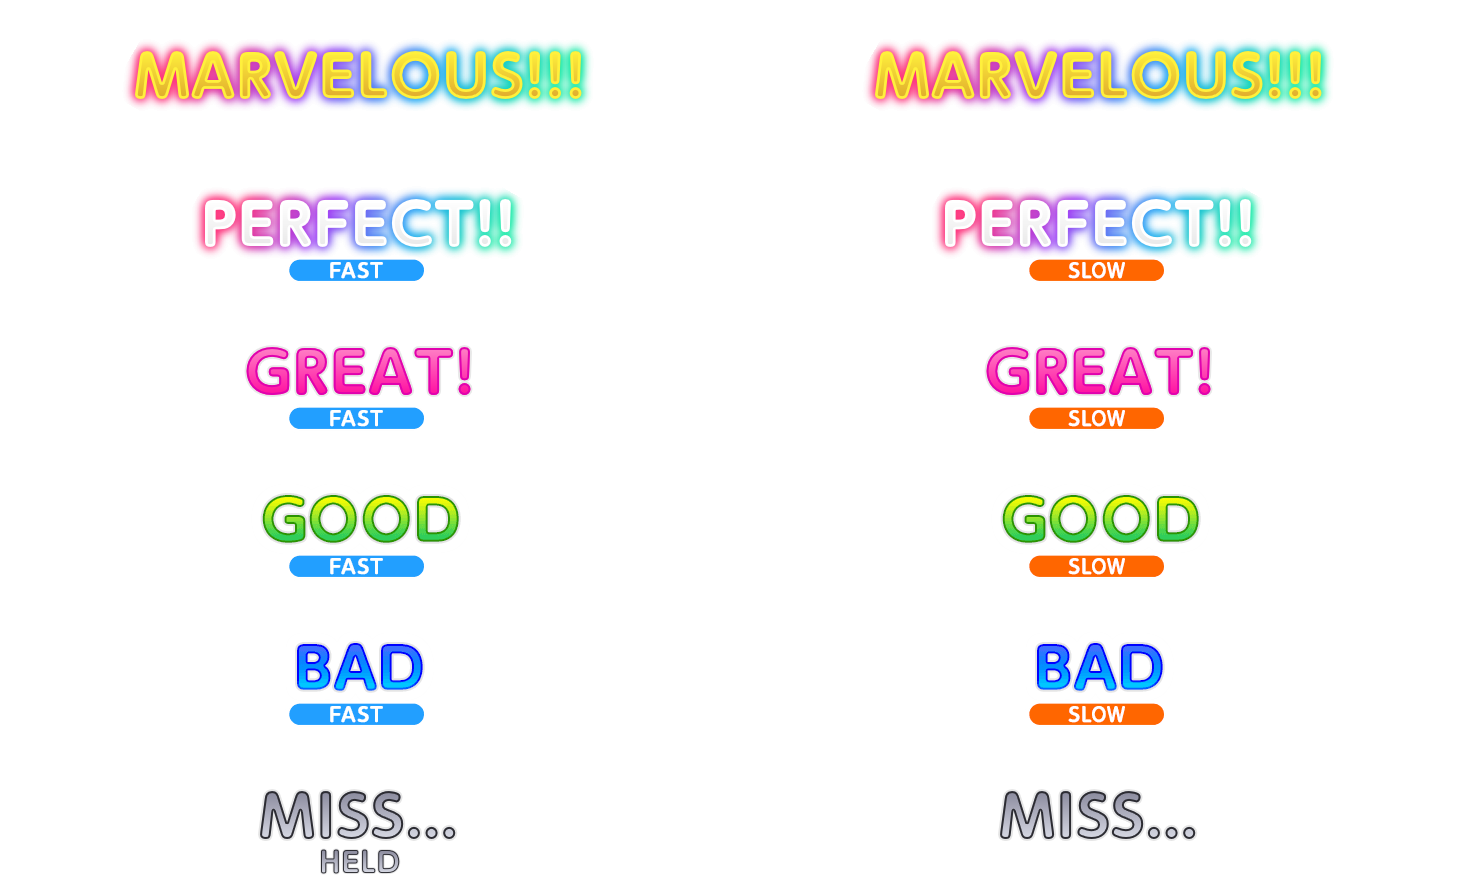 MARVELOUS!!! MARVELOUS!!!
PERFECT!! PERFECT!!
FAST SLOW
GREAT! GREAT!
FAST SLOW
GOOD GOOD
FAST SLOW
BAD BAD
FAST SLOW
MISS... MISS...
HELD